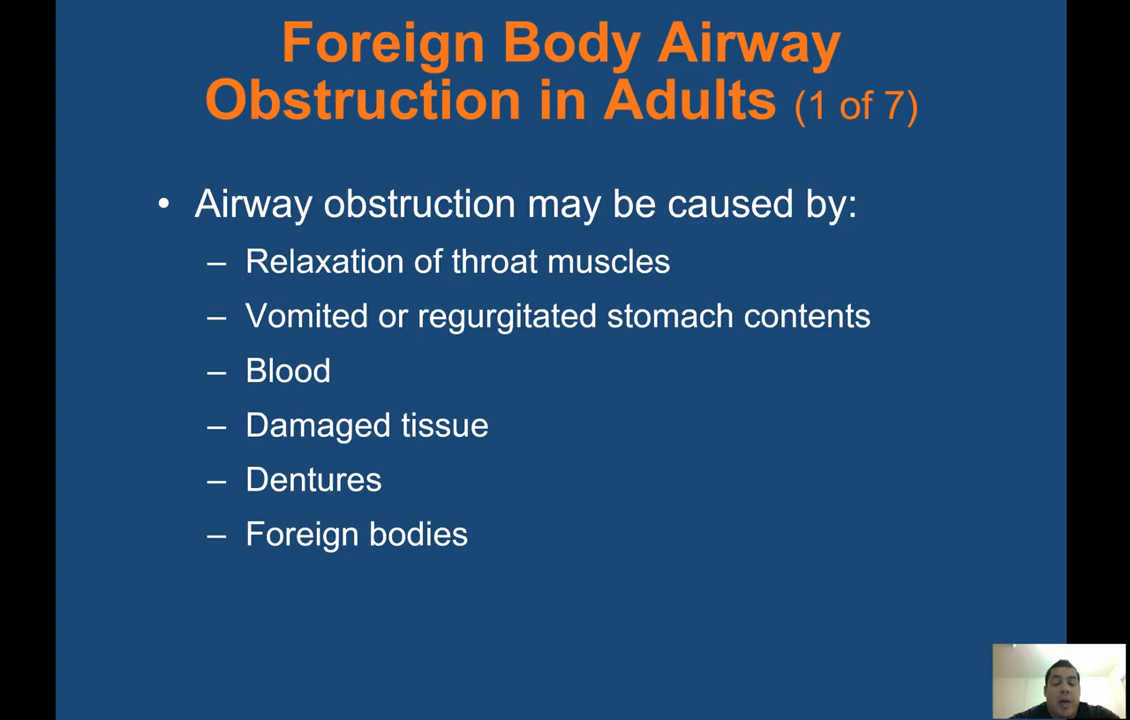 Foreign Body Airway
Obstruction in Adults (1 of 7)
• Airway obstruction may be caused by:
– Relaxation of throat muscles
– Vomited or regurgitated stomach contents
– Blood
– Damaged tissue
– Dentures
– Foreign bodies